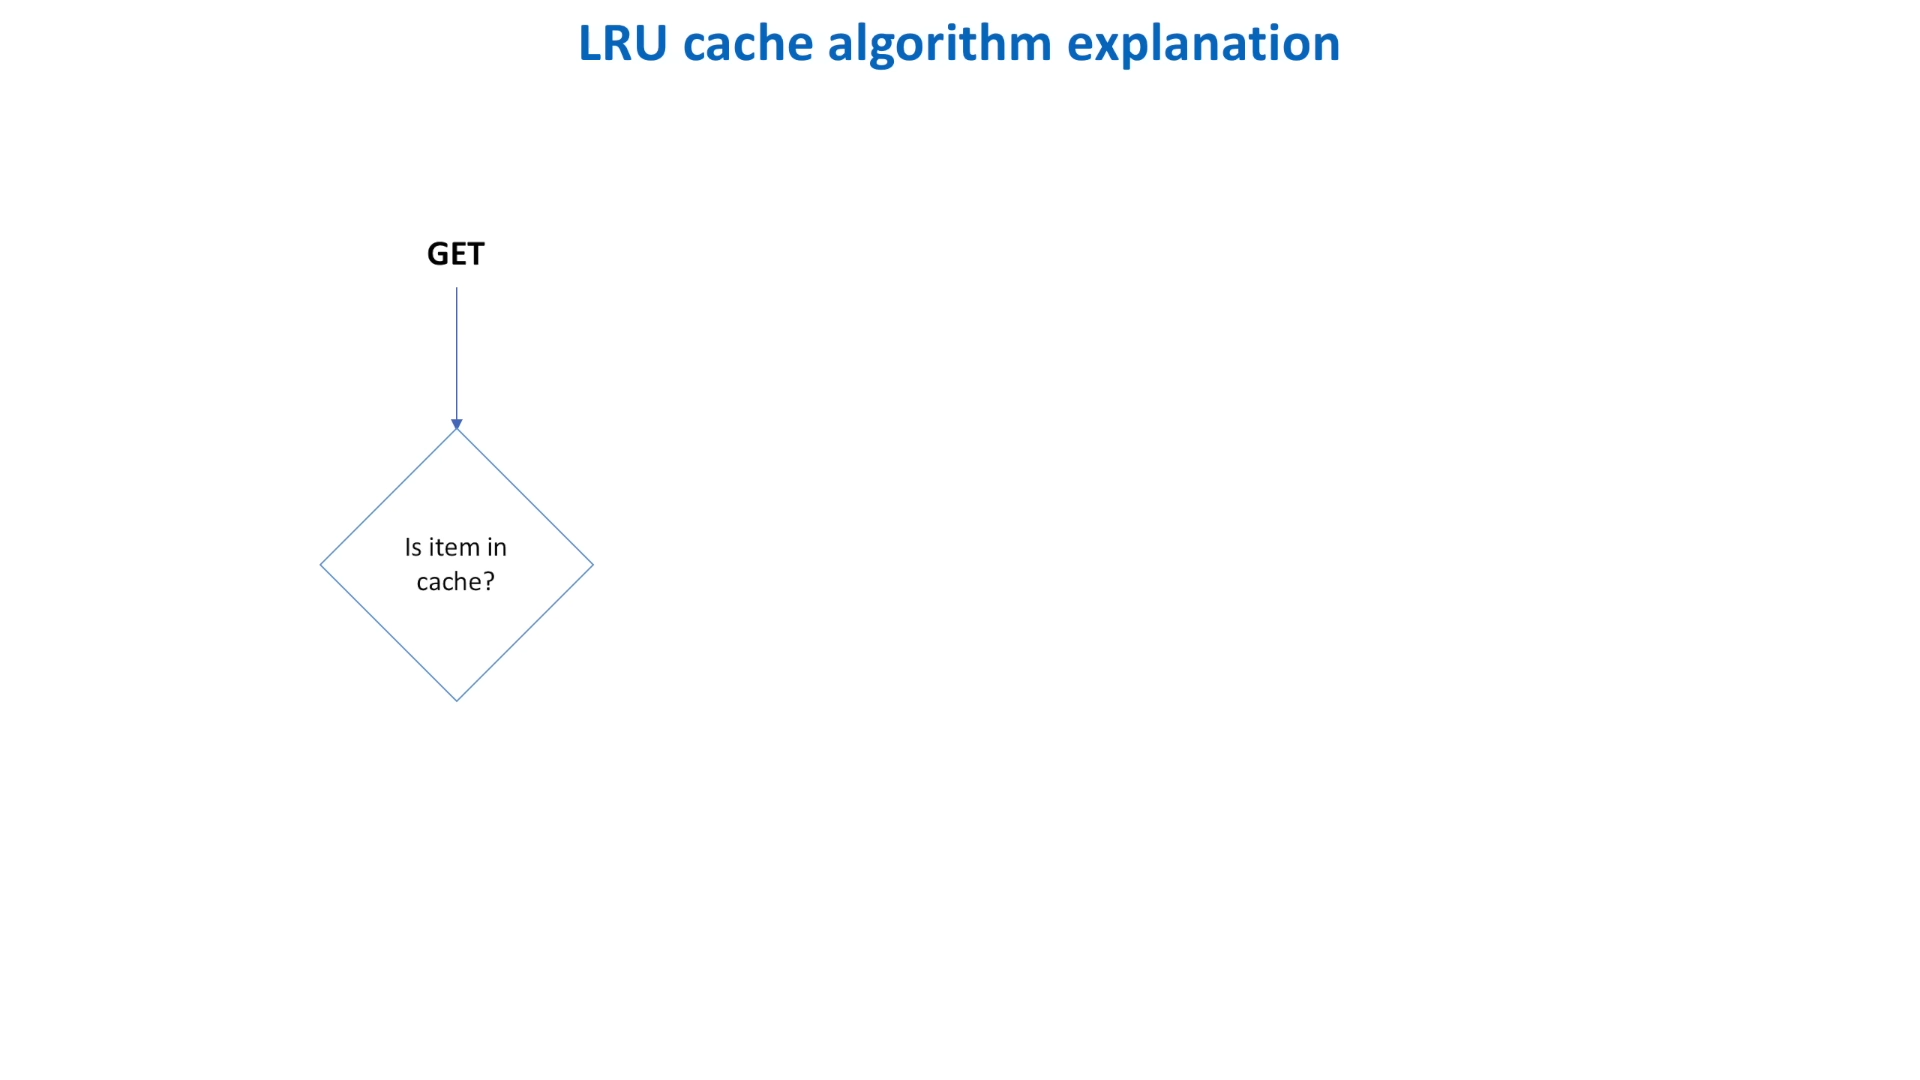 LRU cache algorithm explanation
GET
Is item in
cache?